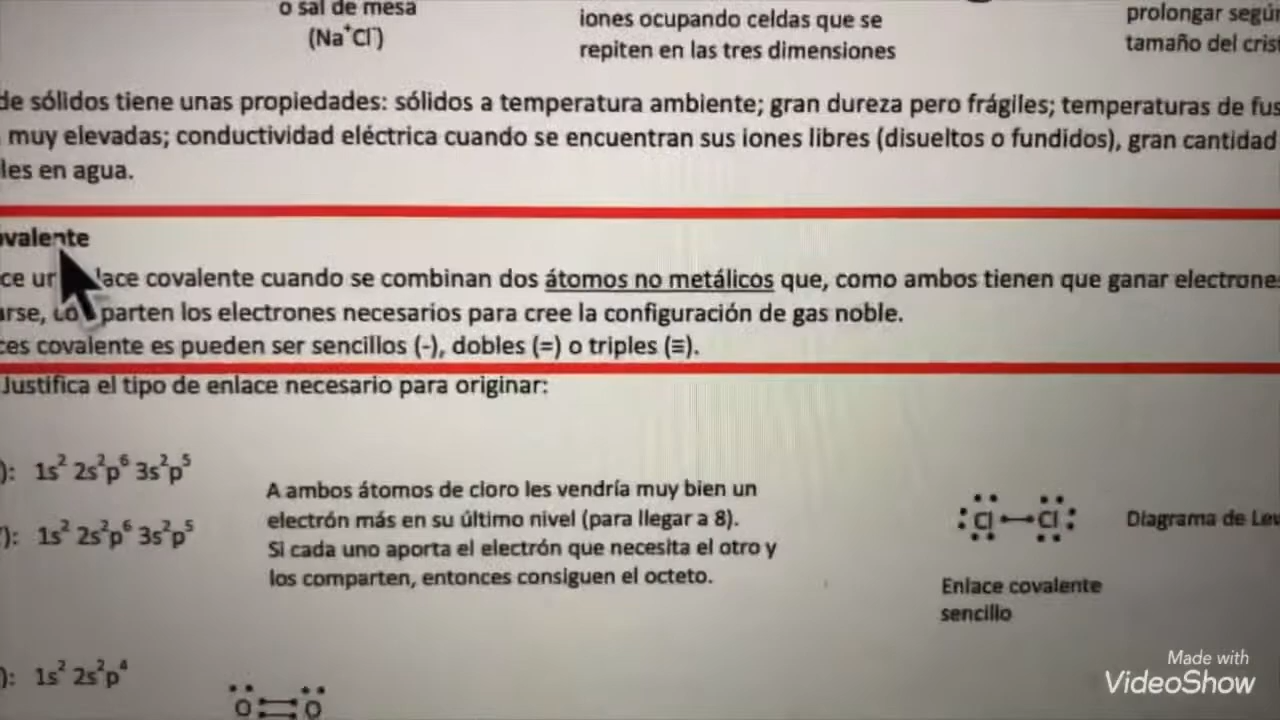 o sal de mesa
(Na⁺Cl⁻)
iones ocupando celdas que se
repiten en las tres dimensiones
prolongar según
tamaño del crist
de sólidos tiene unas propiedades: sólidos a temperatura ambiente; gran dureza pero frágiles; temperaturas de fus
muy elevadas; conductividad eléctrica cuando se encuentran sus iones libres (disueltos o fundidos), gran cantidad
les en agua.
ovalente
ce un lace covalente cuando se combinan dos átomos no metálicos que, como ambos tienen que ganar electrones
arse, parten los electrones necesarios para cree la configuración de gas noble.
ces covalente es pueden ser sencillos (-), dobles (=) o triples (≡).
Justifica el tipo de enlace necesario para originar:
): 1s² 2s²p⁶ 3s²p⁵
): 1s² 2s²p⁶ 3s²p⁵
A ambos átomos de cloro les vendría muy bien un
electrón más en su último nivel (para llegar a 8).
Si cada uno aporta el electrón que necesita el otro y
los comparten, entonces consiguen el octeto.
Cl Cl
Diagrama de Lew
Enlace covalente
sencillo
): 1s² 2s²p⁴
O O
Made with
VideoShow